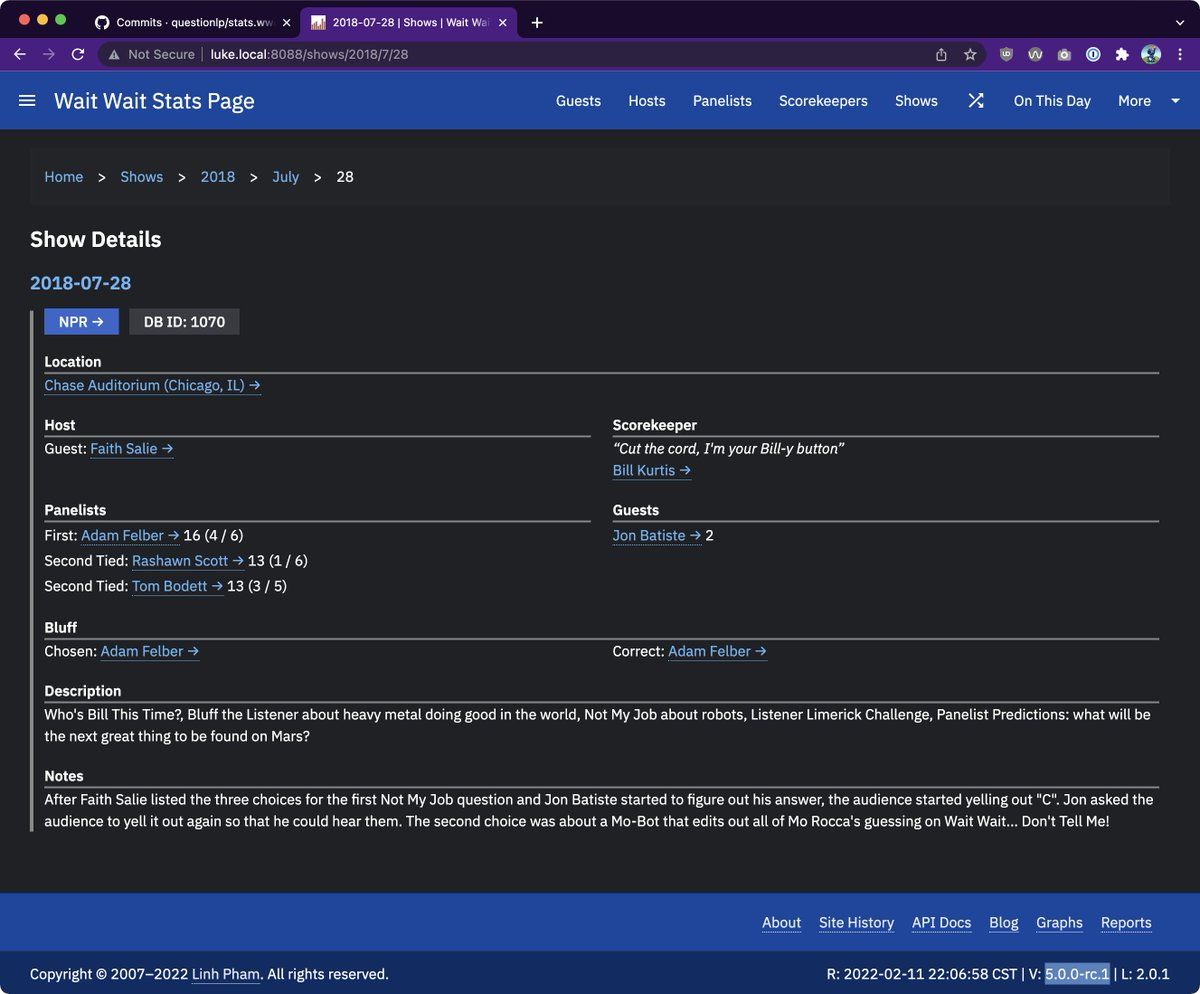 Commits · questionlp/stats.ww
2018-07-28 | Shows | Wait Wai
Not Secure | luke.local:8088/shows/2018/7/28
Wait Wait Stats Page
Guests Hosts Panelists Scorekeepers Shows On This Day More
Home > Shows > 2018 > July > 28
Show Details
2018-07-28
NPR → DB ID: 1070
Location
Chase Auditorium (Chicago, IL) →
Host
Guest: Faith Salie →
Scorekeeper
“Cut the cord, I'm your Bill-y button”
Bill Kurtis →
Panelists
First: Adam Felber → 16 (4 / 6)
Second Tied: Rashawn Scott → 13 (1 / 6)
Second Tied: Tom Bodett → 13 (3 / 5)
Guests
Jon Batiste → 2
Bluff
Chosen: Adam Felber →
Correct: Adam Felber →
Description
Who's Bill This Time?, Bluff the Listener about heavy metal doing good in the world, Not My Job about robots, Listener Limerick Challenge, Panelist Predictions: what will be
the next great thing to be found on Mars?
Notes
After Faith Salie listed the three choices for the first Not My Job question and Jon Batiste started to figure out his answer, the audience started yelling out "C". Jon asked the
audience to yell it out again so that he could hear them. The second choice was about a Mo-Bot that edits out all of Mo Rocca's guessing on Wait Wait... Don't Tell Me!
About Site History API Docs Blog Graphs Reports
Copyright © 2007–2022 Linh Pham. All rights reserved.
R: 2022-02-11 22:06:58 CST | V: 5.0.0-rc.1 | L: 2.0.1